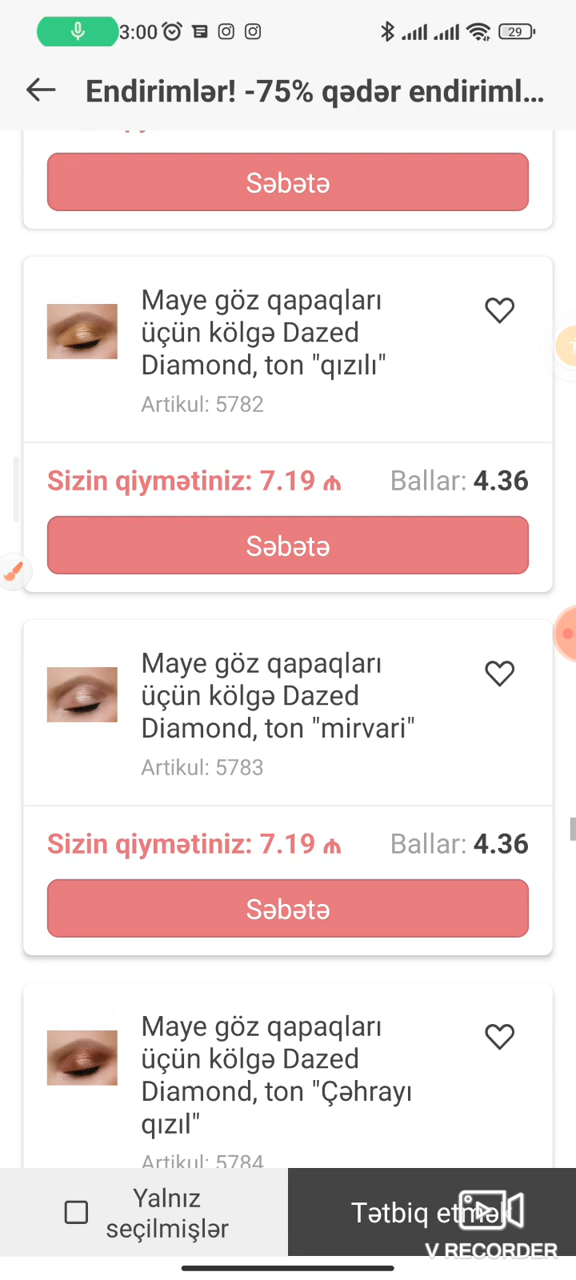 3:00
29
Endirimlər! -75% qədər endiriml...
Səbətə
Maye göz qapaqları
üçün kölgə Dazed
Diamond, ton "qızılı"
Artikul: 5782
Sizin qiymətiniz: 7.19 ₼
Ballar: 4.36
Səbətə
Maye göz qapaqları
üçün kölgə Dazed
Diamond, ton "mirvari"
Artikul: 5783
Sizin qiymətiniz: 7.19 ₼
Ballar: 4.36
Səbətə
Maye göz qapaqları
üçün kölgə Dazed
Diamond, ton "Çəhrayı
qızıl"
Artikul: 5784
Yalnız
seçilmişlər
Tətbiq etmək
V RECORDER